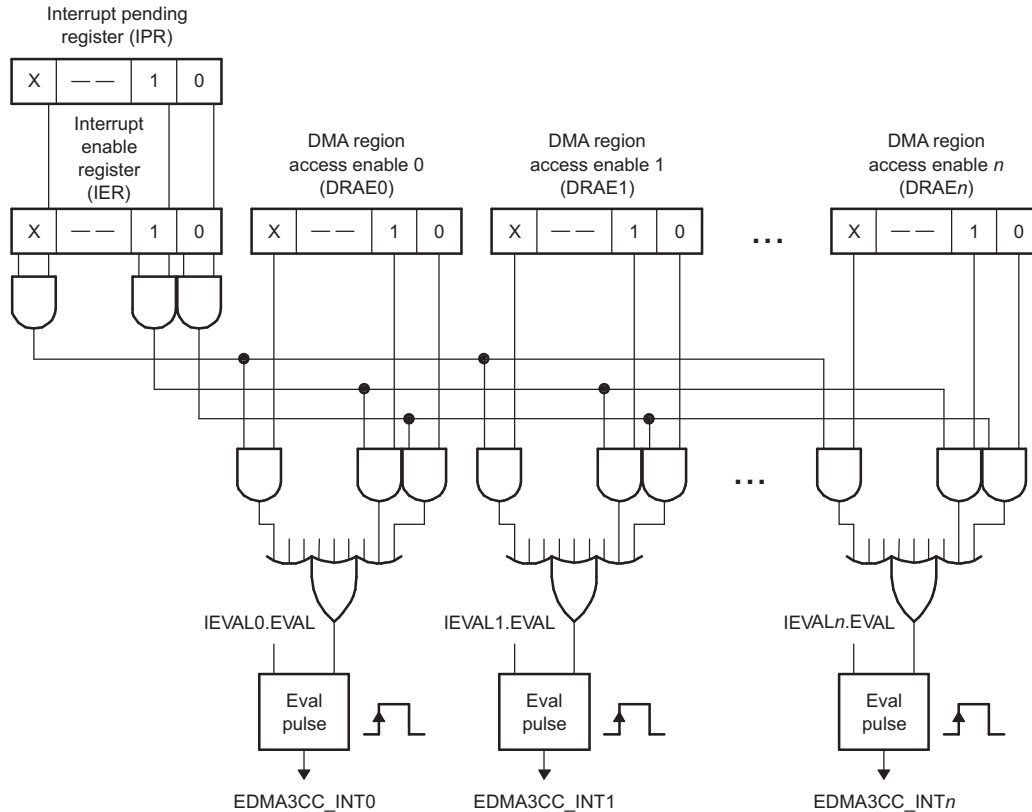 Interrupt pending
register (IPR)
X — — 1 0
Interrupt
enable
register
(IER)
X — — 1 0
DMA region
access enable 0
(DRAE0)
X — — 1 0
DMA region
access enable 1
(DRAE1)
X — — 1 0
...
DMA region
access enable n
(DRAEn)
X — — 1 0
...
IEVAL0.EVAL
IEVAL1.EVAL
IEVALn.EVAL
Eval
pulse
Eval
pulse
Eval
pulse
EDMA3CC_INT0
EDMA3CC_INT1
EDMA3CC_INTn